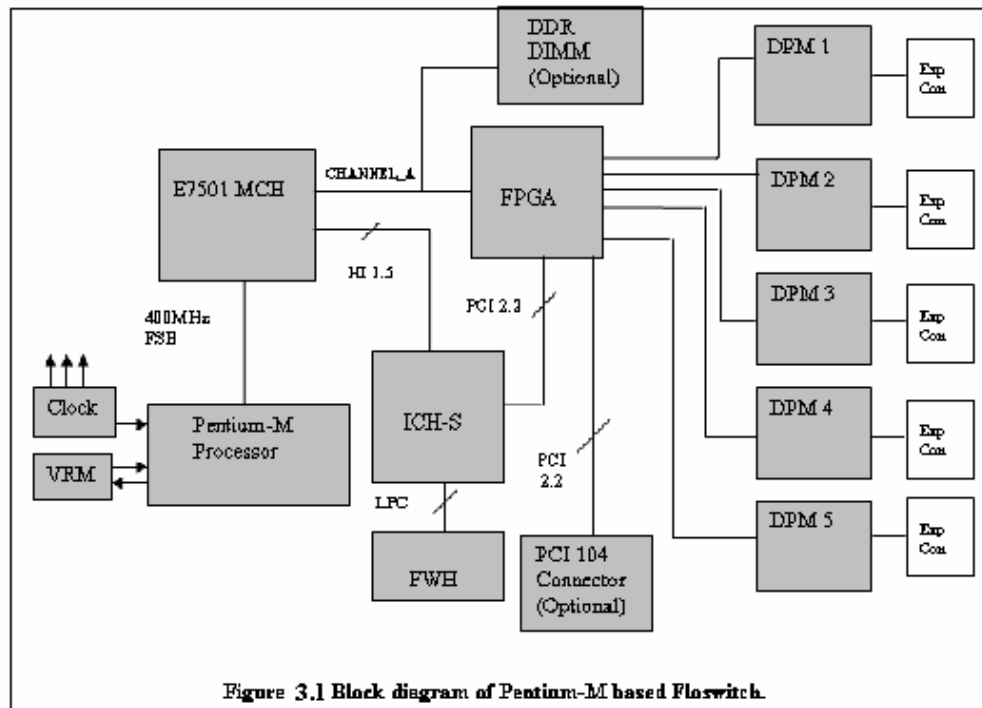 DDR
DIMM
(Optional)
DPM 1
Exp
Con
E7501 MCH
CHANNEL_A
FPGA
DPM 2
Exp
Con
HI 1.5
DPM 3
Exp
Con
400MHz
FSB
PCI 2.2
Clock
Pentium-M
Processor
ICH-S
DPM 4
Exp
Con
VRM
PCI
2.2
LPC
DPM 5
Exp
Con
FWH
PCI 104
Connector
(Optional)
Figure 3.1 Block diagram of Pentium-M based Floswitch.